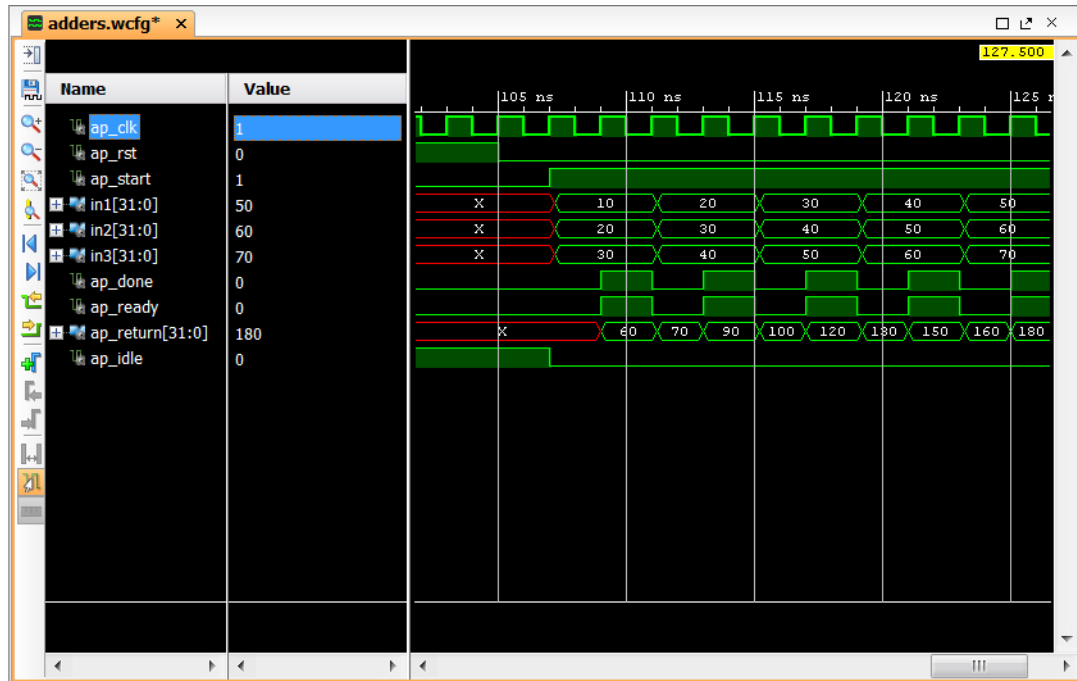 adders.wcfg* ×
127.500
Name Value
105 ns 110 ns 115 ns 120 ns 125
ap_clk 1
ap_rst 0
ap_start 1
in1[31:0] 50 X 10 20 30 40 50
in2[31:0] 60 X 20 30 40 50 60
in3[31:0] 70 X 30 40 50 60 70
ap_done 0
ap_ready 0
ap_return[31:0] 180 X 60 70 90 100 120 130 150 160 180
ap_idle 0